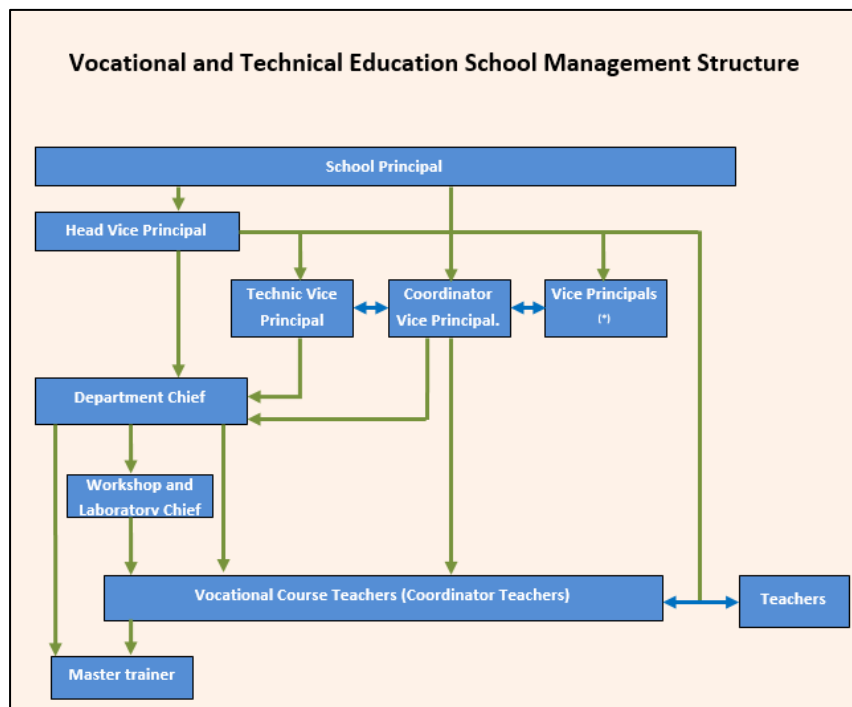 Vocational and Technical Education School Management Structure
School Principal
Head Vice Principal
Technic Vice
Principal
Coordinator
Vice Principal.
Vice Principals
(*)
Department Chief
Workshop and
Laboratory Chief
Vocational Course Teachers (Coordinator Teachers)
Teachers
Master trainer